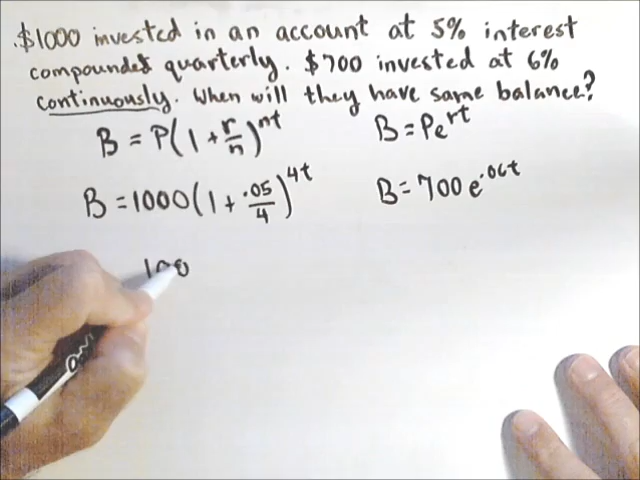 .$1000 invested in an account at 5% interest
compounded quarterly. $700 invested at 6%
continuously. When will they have same balance?
B = P(1 + r/n)^nt B = Pe^rt
B = 1000(1 + .05/4)^4t B = 700 e^.06t
100